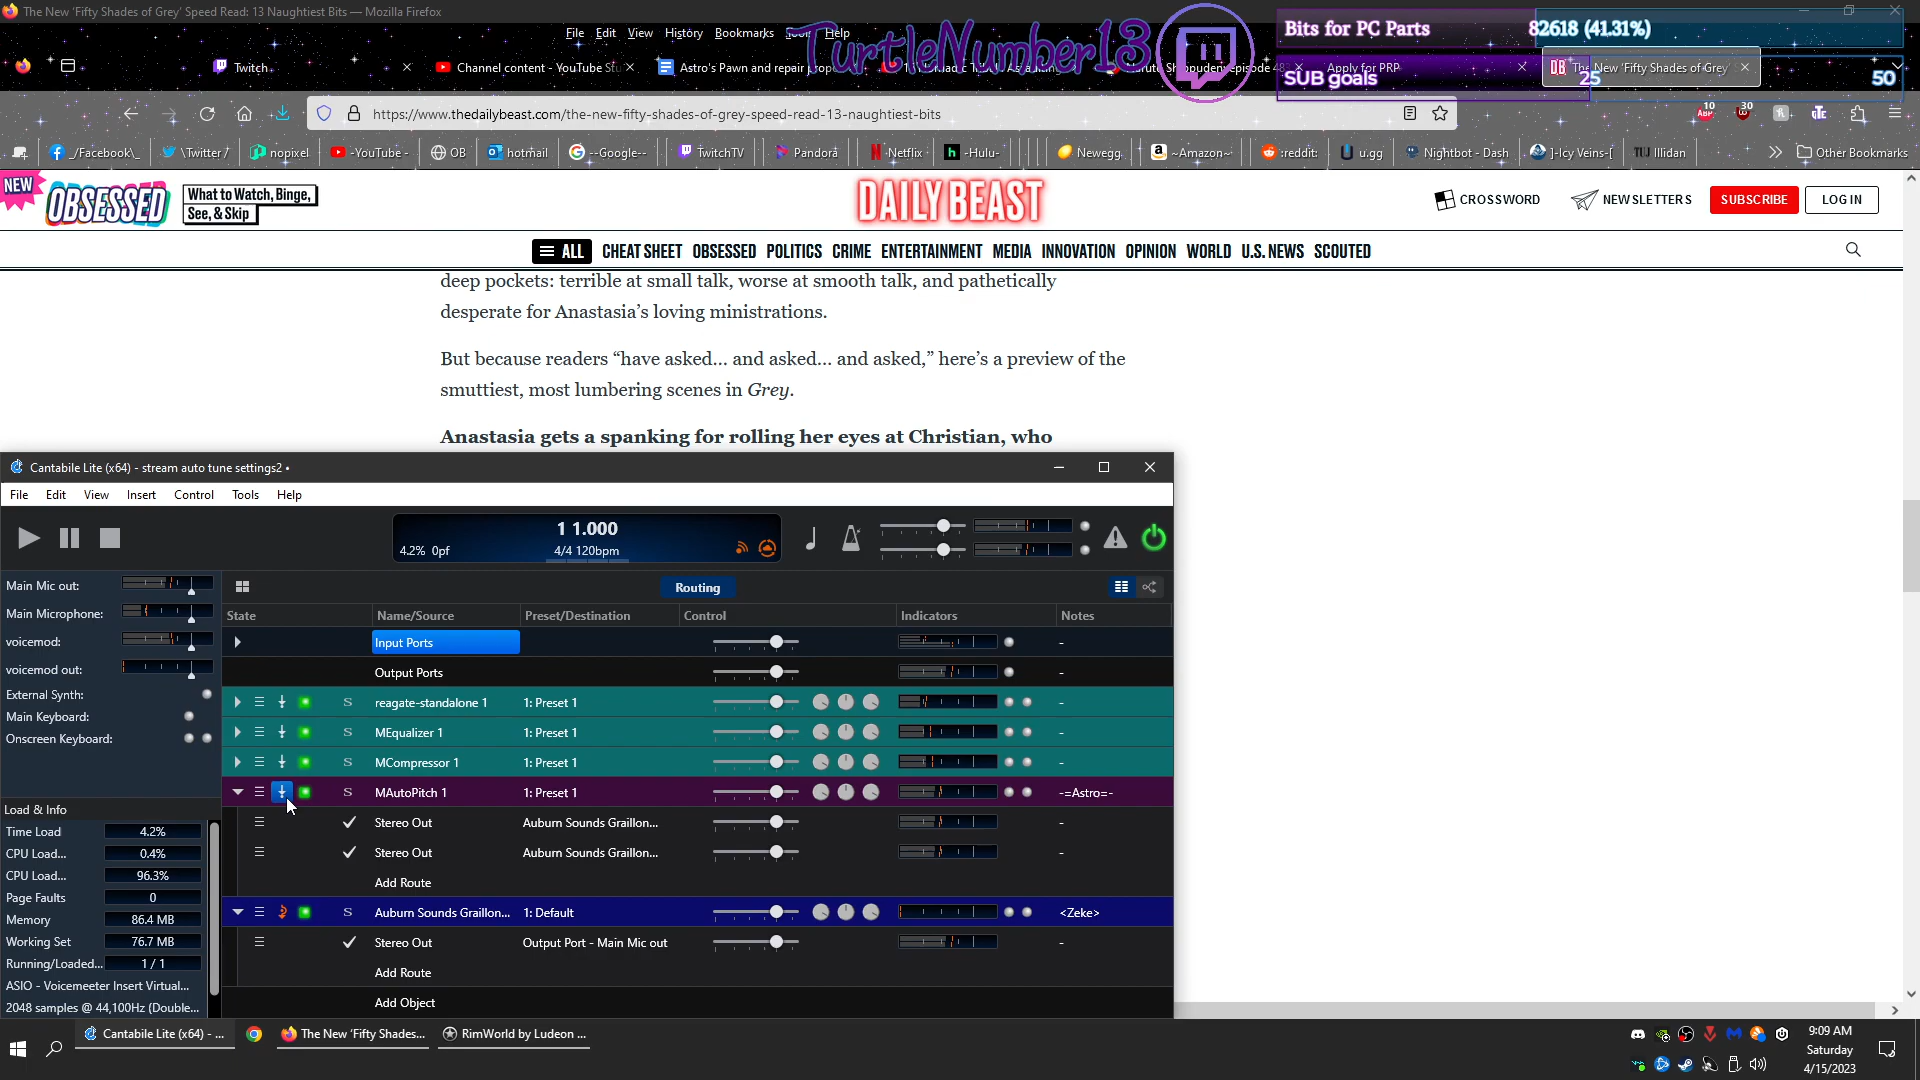 The New 'Fifty Shades of Grey' Speed Read: 13 Naughtiest Bits — Mozilla Firefox
File Edit View History Bookmarks Tools Help
TurtleNumber13
Bits for PC Parts 82618 (41.31%)
SUB goals 25 50
Twitch
Channel content - YouTube Stu
Astro's Pawn and repair propo
Apply for PRP
The New 'Fifty Shades of Grey'
https://www.thedailybeast.com/the-new-fifty-shades-of-grey-speed-read-13-naughtiest-bits
10 30
_/Facebook\_ \Twitter/ nopixel -YouTube- OB hotmail --Google-- TwitchTV Pandora Netflix -Hulu- Newegg ~Amazon~ :reddit: u.gg Nightbot - Dash ]-Icy Veins-[ Illidan Other Bookmarks
NEW
OBSESSED
What to Watch, Binge,
See, & Skip
DAILY BEAST
CROSSWORD NEWSLETTERS SUBSCRIBE LOG IN
ALL CHEAT SHEET OBSESSED POLITICS CRIME ENTERTAINMENT MEDIA INNOVATION OPINION WORLD U.S. NEWS SCOUTED
deep pockets: terrible at small talk, worse at smooth talk, and pathetically
desperate for Anastasia's loving ministrations.
But because readers “have asked… and asked… and asked,” here's a preview of the
smuttiest, most lumbering scenes in Grey.
Anastasia gets a spanking for rolling her eyes at Christian, who
Cantabile Lite (x64) - stream auto tune settings2 •
File Edit View Insert Control Tools Help
1 1.000
4.2% 0pf 4/4 120bpm
Main Mic out:
Main Microphone:
voicemod:
voicemod out:
External Synth:
Main Keyboard:
Onscreen Keyboard:
Routing
State Name/Source Preset/Destination Control Indicators Notes
Input Ports -
Output Ports -
S reagate-standalone 1 1: Preset 1 -
S MEqualizer 1 1: Preset 1 -
S MCompressor 1 1: Preset 1 -
S MAutoPitch 1 1: Preset 1 -=Astro=-
Stereo Out Auburn Sounds Graillon... -
Stereo Out Auburn Sounds Graillon... -
Add Route
S Auburn Sounds Graillon... 1: Default <Zeke>
Stereo Out Output Port - Main Mic out -
Add Route
Add Object
Load & Info
Time Load 4.2%
CPU Load... 0.4%
CPU Load... 96.3%
Page Faults 0
Memory 86.4 MB
Working Set 76.7 MB
Running/Loaded... 1 / 1
ASIO - Voicemeeter Insert Virtual...
2048 samples @ 44,100Hz (Double...
Cantabile Lite (x64) - ...
The New 'Fifty Shades...
RimWorld by Ludeon ...
9:09 AM
Saturday
4/15/2023